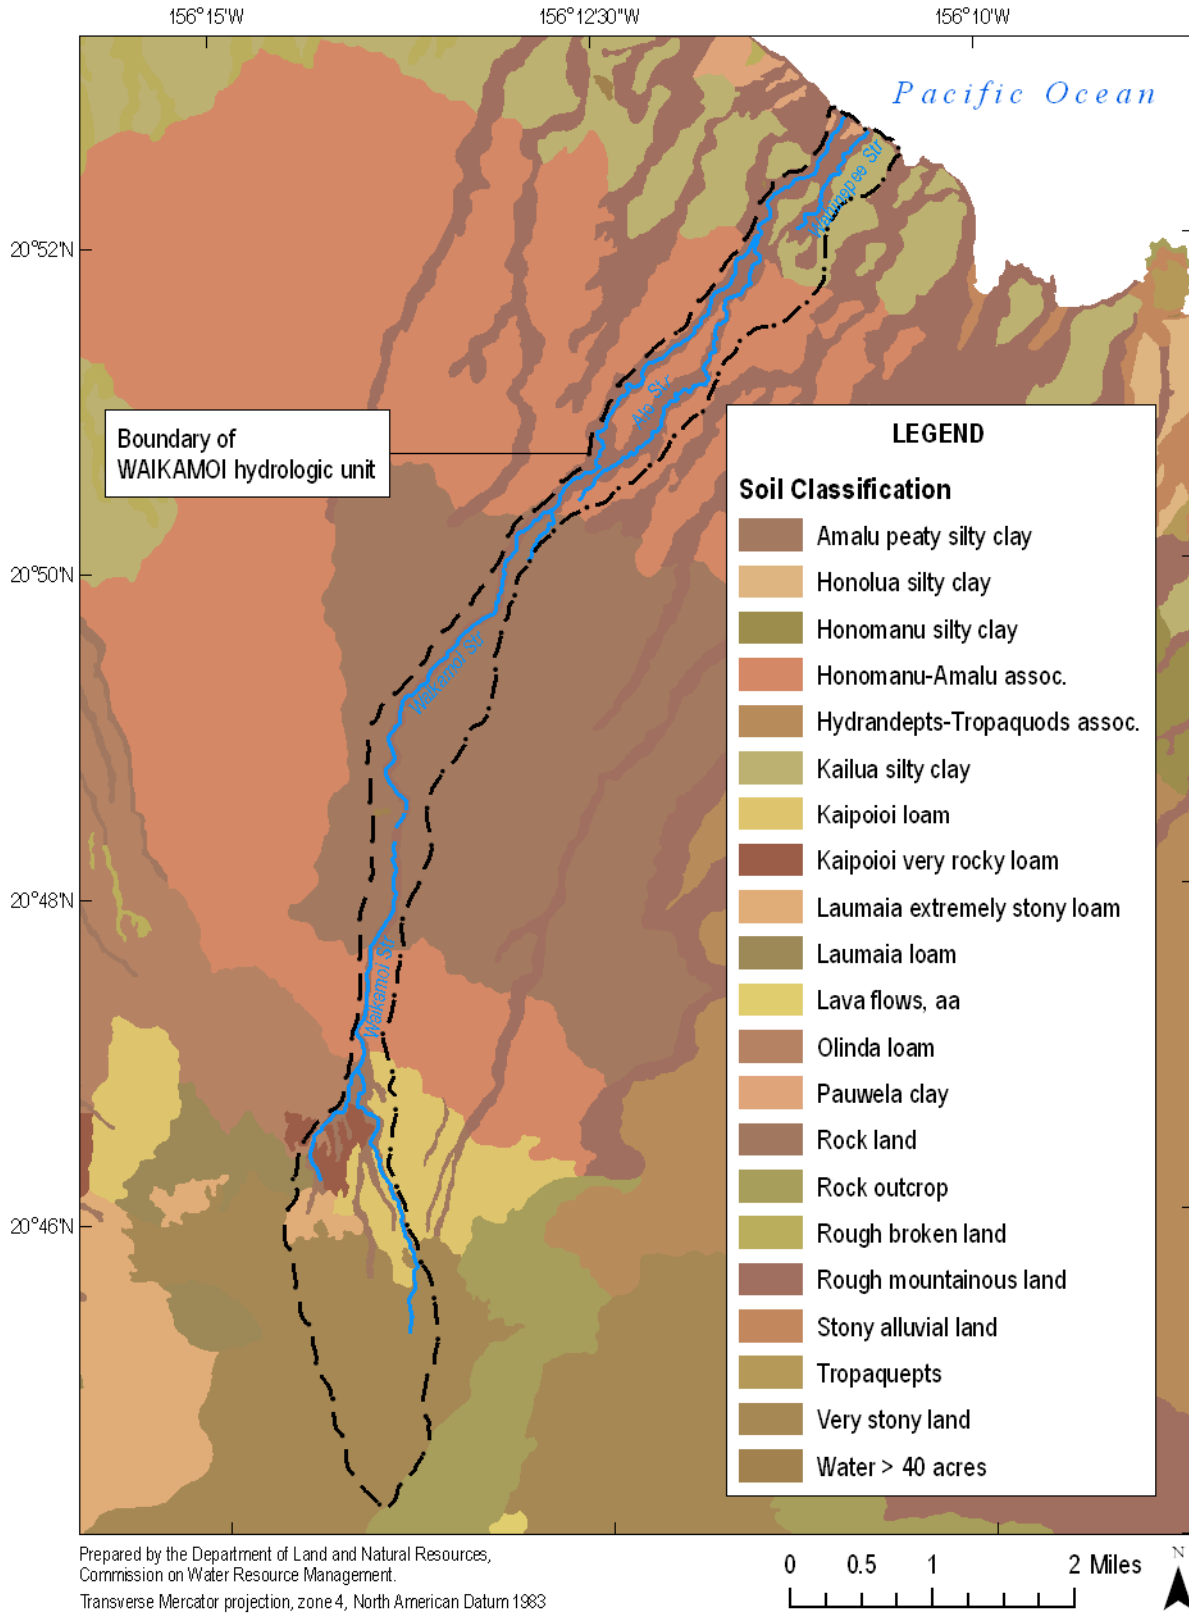 156°15'W
156°12'30"W
156°10'W
Pacific Ocean
20°52'N
Alo Str
Boundary of
WAIKAMOI hydrologic unit
20°50'N
Waikamoi Str
20°48'N
Waikamoi Str
20°46'N
LEGEND
Soil Classification
Amalu peaty silty clay
Honolua silty clay
Honomanu silty clay
Honomanu-Amalu assoc.
Hydrandepts-Tropaquods assoc.
Kailua silty clay
Kaipoioi loam
Kaipoioi very rocky loam
Laumaia extremely stony loam
Laumaia loam
Lava flows, aa
Olinda loam
Pauwela clay
Rock land
Rock outcrop
Rough broken land
Rough mountainous land
Stony alluvial land
Tropaquepts
Very stony land
Water > 40 acres
Prepared by the Department of Land and Natural Resources,
Commission on Water Resource Management.
Transverse Mercator projection, zone 4, North American Datum 1983
0 0.5 1 2 Miles
N